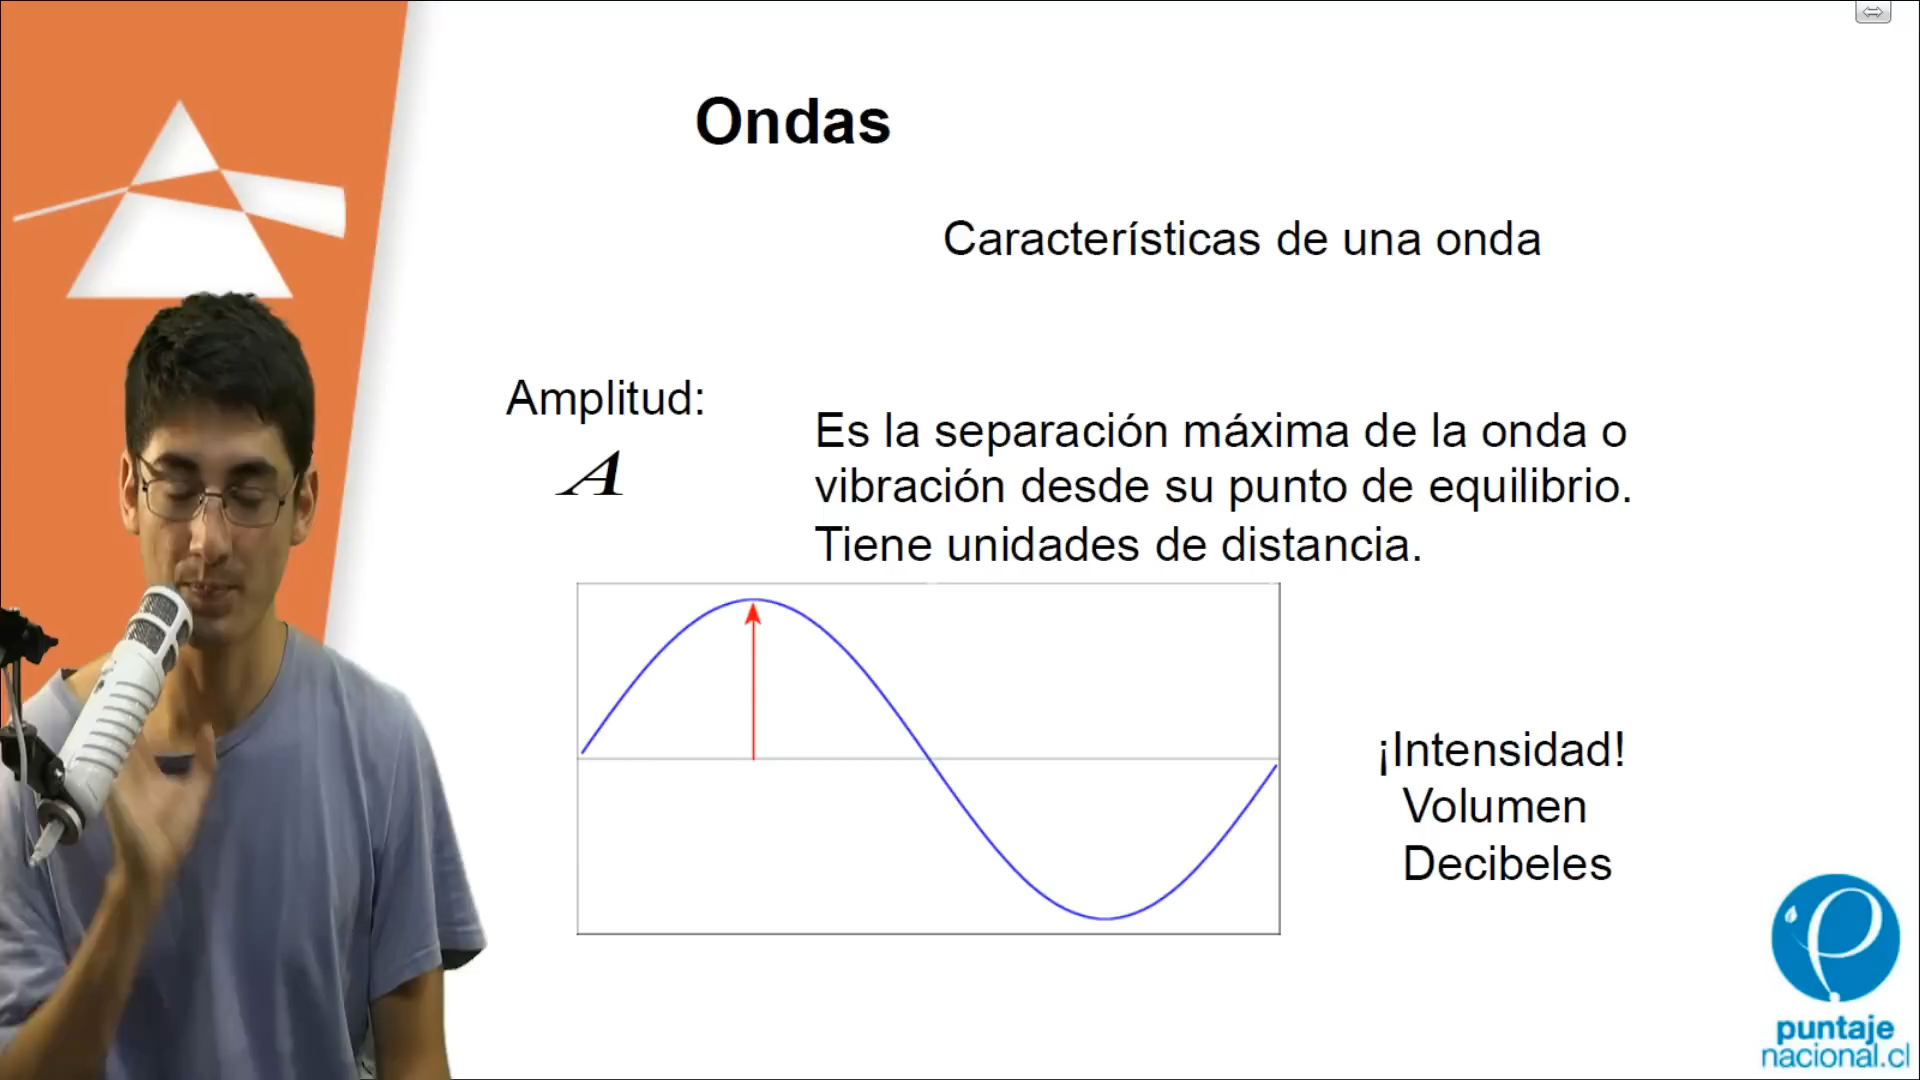 Ondas
Características de una onda
Amplitud:
A
Es la separación máxima de la onda o
vibración desde su punto de equilibrio.
Tiene unidades de distancia.
¡Intensidad!
Volumen
Decibeles
puntaje
nacional.cl